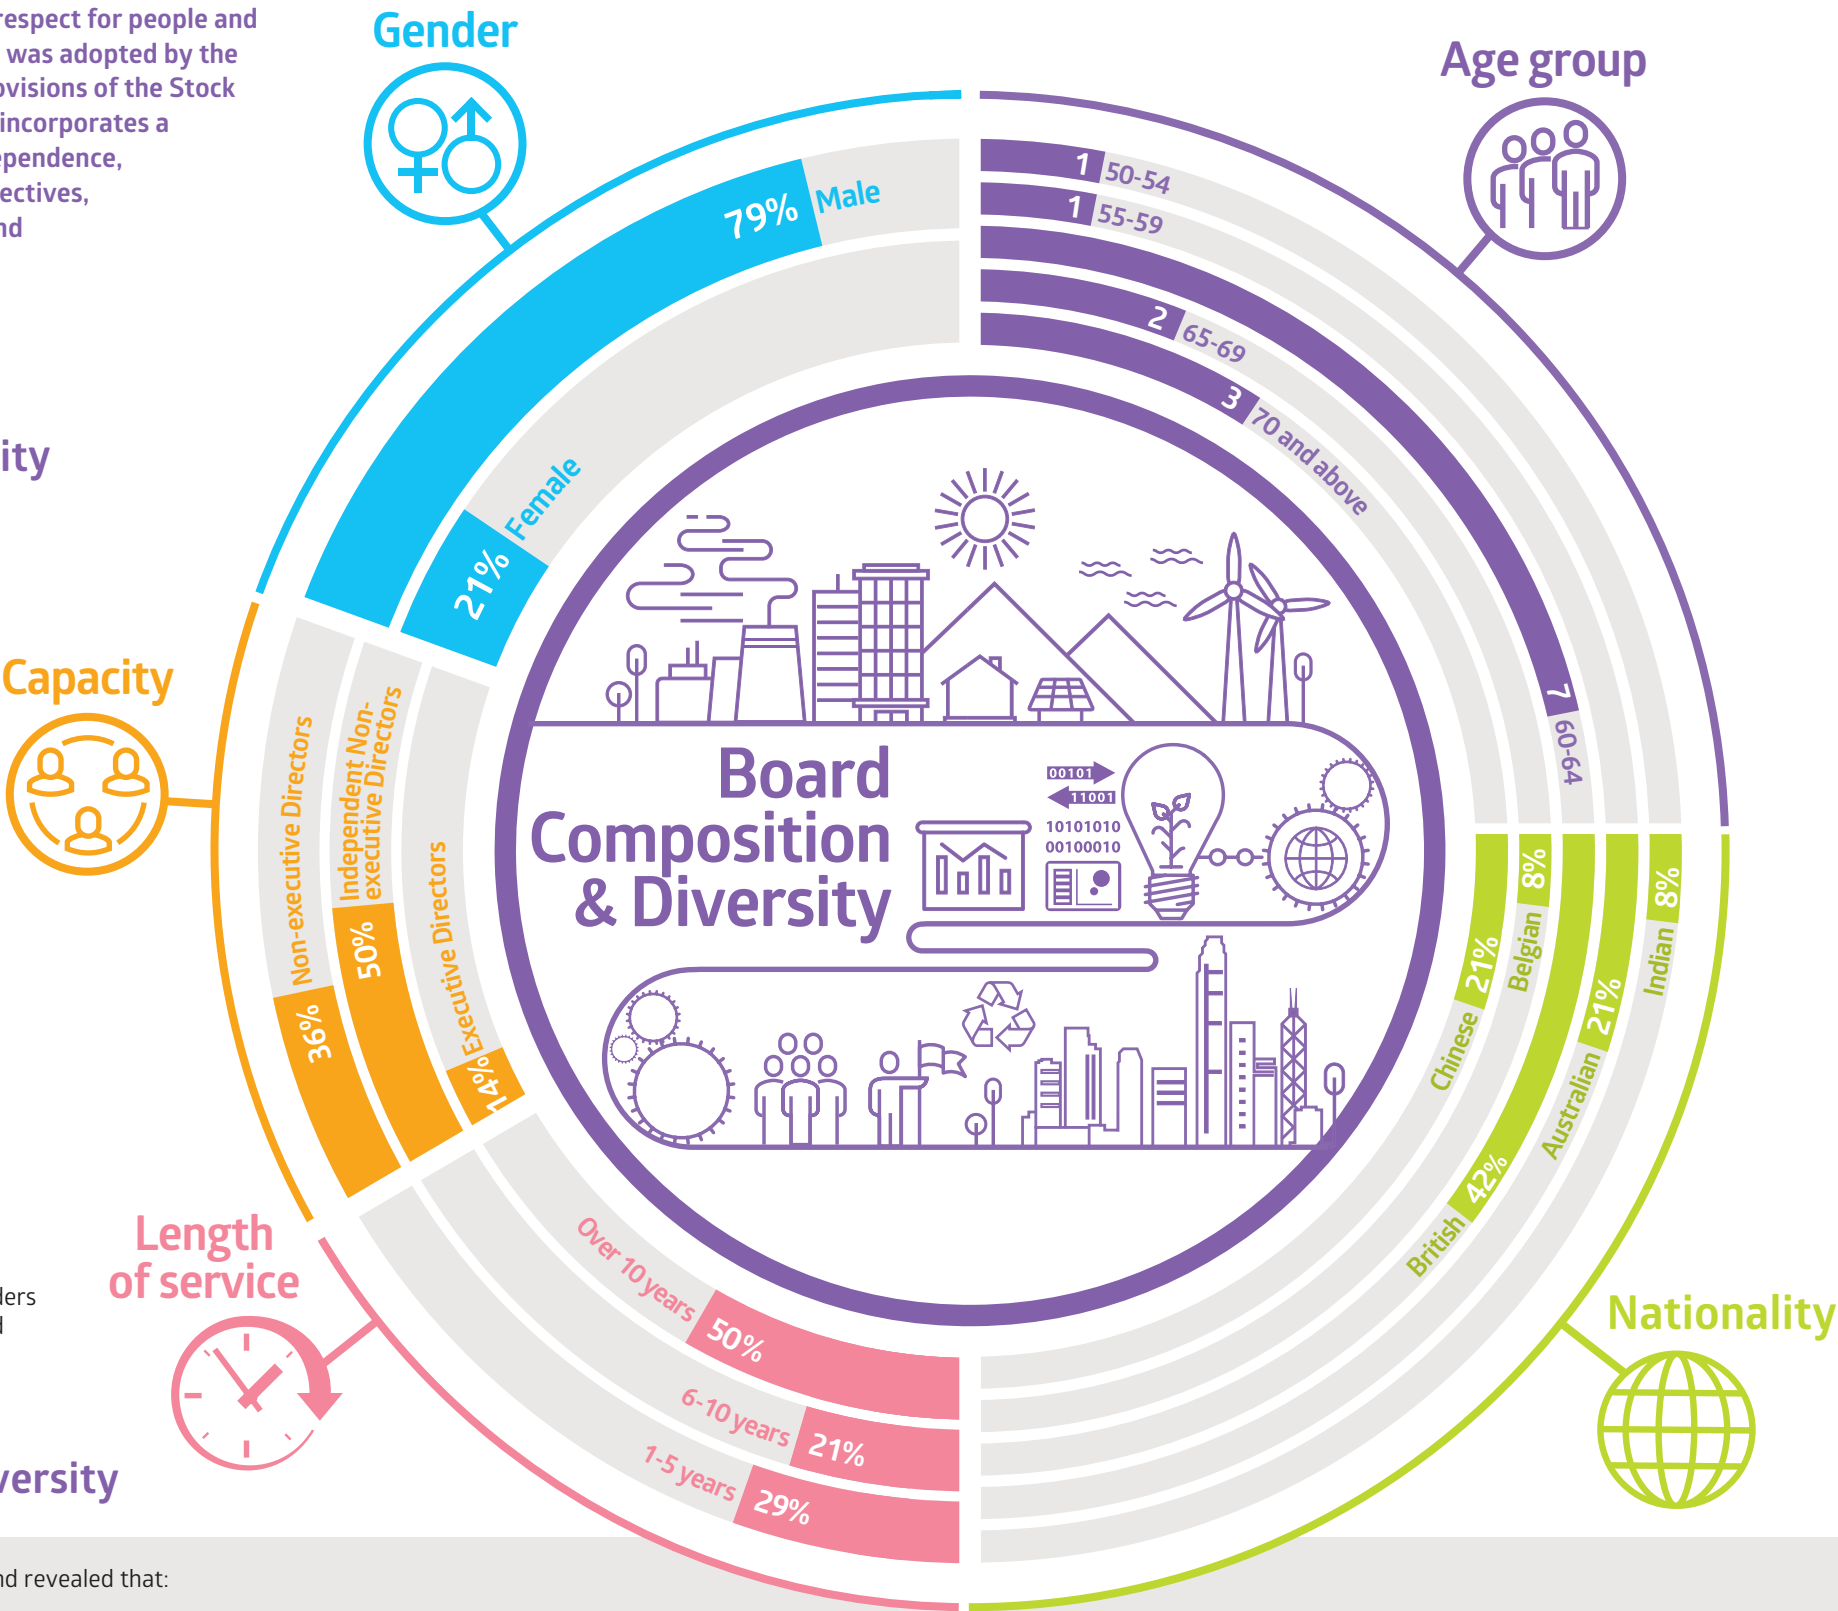 respect for people and
was adopted by the
ovisions of the Stock
incorporates a
ependence,
ectives,
nd
ity
Gender
79% Male
21% Female
Age group
1 50-54
1 55-59
7 60-64
2 65-69
3 70 and above
Capacity
Non-executive Directors
36%
Independent Non-
executive Directors
50%
Executive Directors
14%
Board
Composition
& Diversity
00101
11001
10101010
00100010
21% Chinese
8% Belgian
42% British
21% Australian
8% Indian
Nationality
Length
of service
Over 10 years 50%
6-10 years 21%
1-5 years 29%
ders
d
versity
nd revealed that: